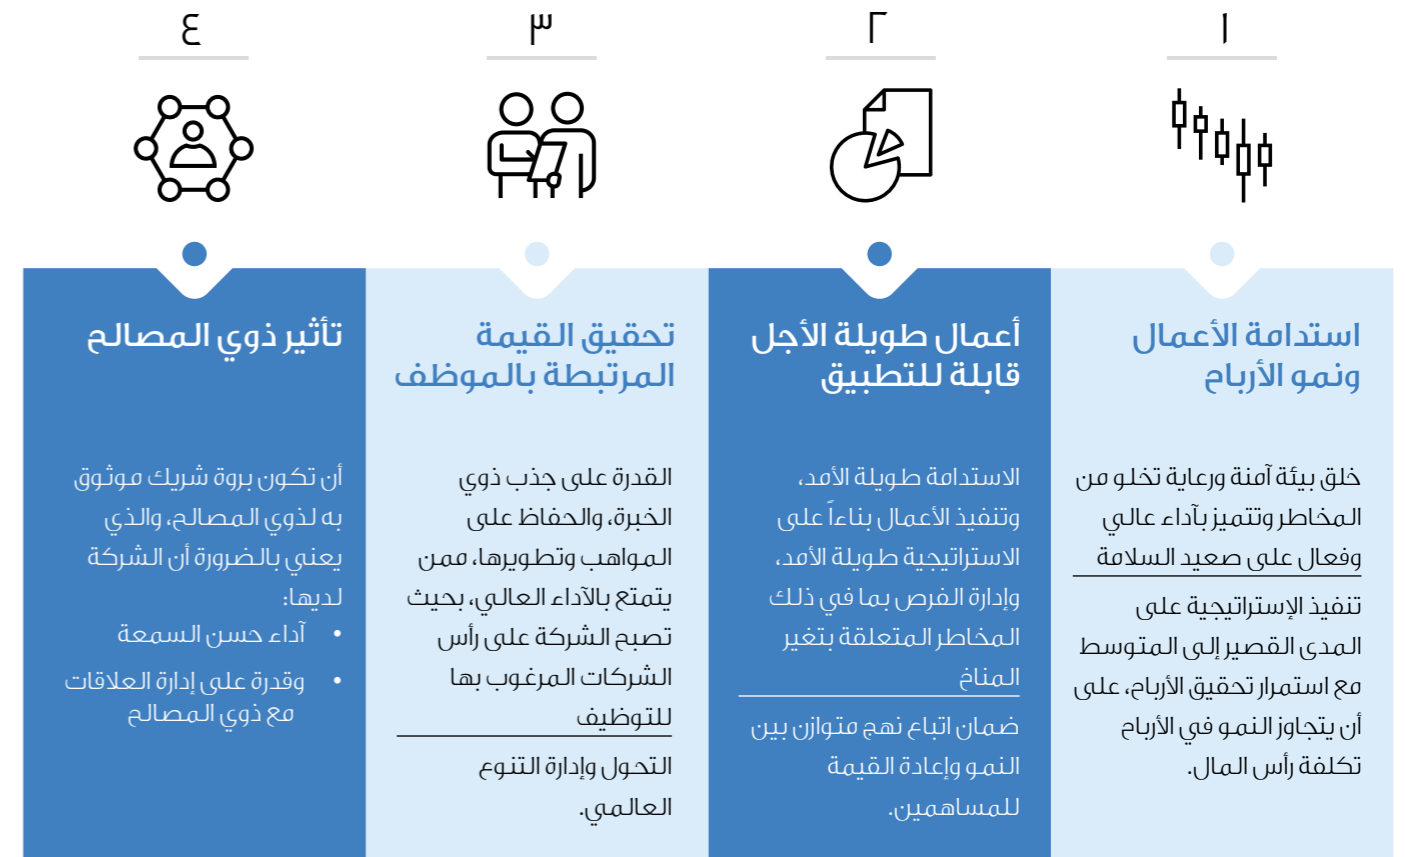 ١
استدامة الأعمال
ونمو الأرباح
خلق بيئة آمنة ورعاية تخلو من
المخاطر وتتميز بآداء عالي
وفعال على صعيد السلامة
تنفيذ الإستراتيجية على
المدى القصير إلى المتوسط
مع استمرار تحقيق الأرباح، على
أن يتجاوز النمو في الأرباح
تكلفة رأس المال.
٢
أعمال طويلة الأجل
قابلة للتطبيق
الاستدامة طويلة الأمد،
وتنفيذ الأعمال بناءاً على
الاستراتيجية طويلة الأمد،
وإدارة الفرص بما في ذلك
المخاطر المتعلقة بتغير
المناخ
ضمان اتباع نهج متوازن بين
النمو وإعادة القيمة
للمساهمين.
٣
تحقيق القيمة
المرتبطة بالموظف
القدرة على جذب ذوي
الخبرة، والحفاظ على
المواهب وتطويرها، ممن
يتمتع بالآداء العالي، بحيث
تصبح الشركة على رأس
الشركات المرغوب بها
للتوظيف
التحول وإدارة التنوع
العالمي.
٤
تأثير ذوي المصالح
أن تكون بروة شريك موثوق
به لذوي المصالح، والذي
يعني بالضرورة أن الشركة
لديها:
• آداء حسن السمعة
• وقدرة على إدارة العلاقات
مع ذوي المصالح